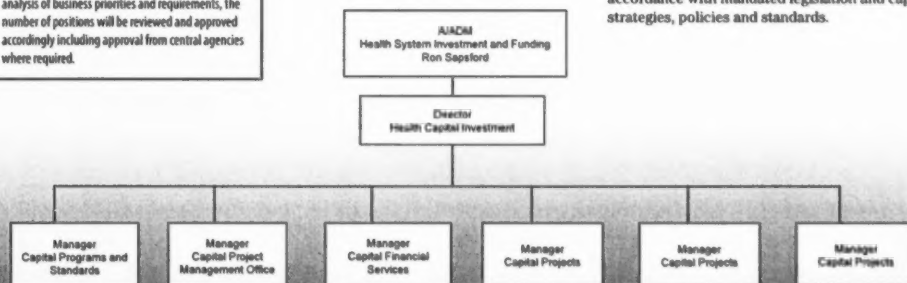 analysis of business priorities and requirements, the
number of positions will be reviewed and approved
accordingly including approval from central agencies
where required.
accordance with mandated legislation and
strategies, policies and standards.
A/ADM
Health System Investment and Funding
Ron Sapsford
Director
Health Capital Investment
Manager
Capital Programs and
Standards
Manager
Capital Project
Management Office
Manager
Capital Financial
Services
Manager
Capital Projects
Manager
Capital Projects
Manager
Capital Projects